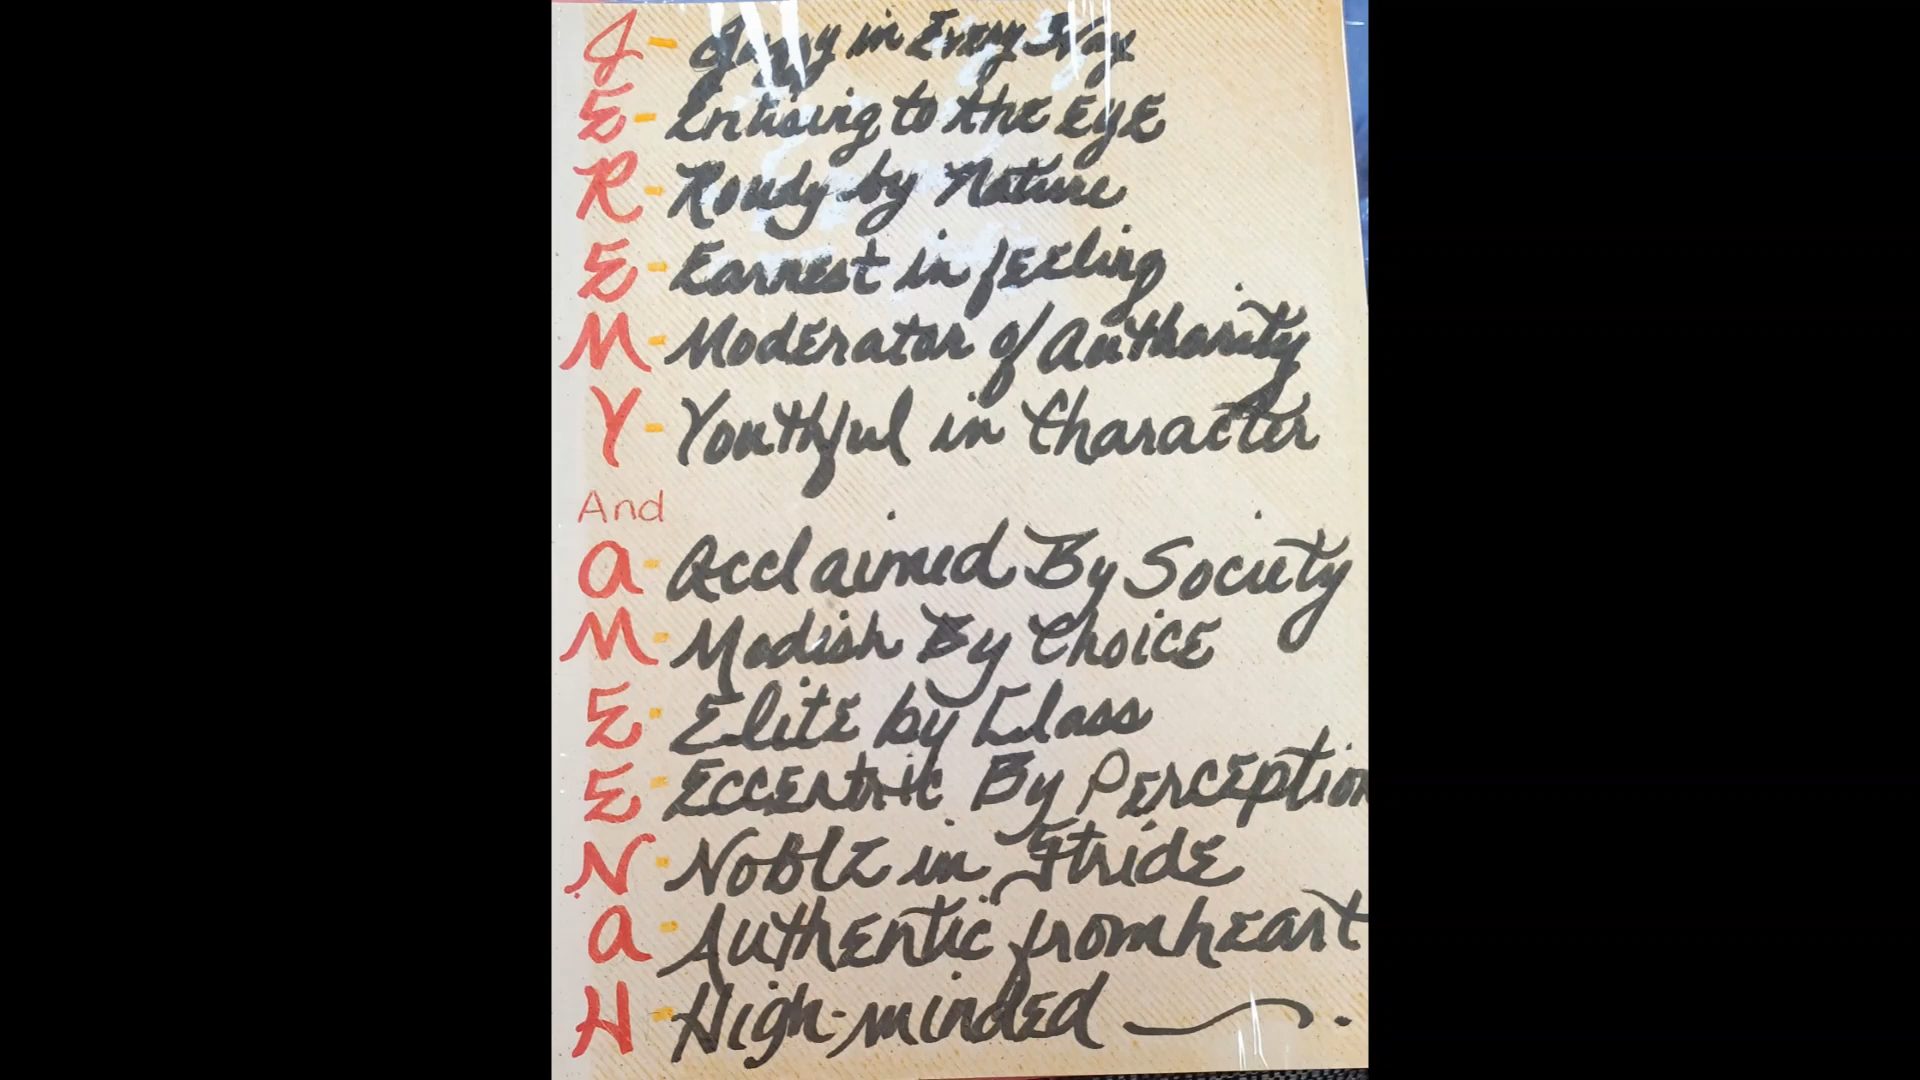 J - Jazzy in Every Way
E - Enticing to the EyE
R - Roudy by Nature
E - Earnest in fEEling
M - ModErator of Authority
Y - Youthful in Character
And
a - Acclaimed By Society
M - Modish By ChoicE
E - ElitE by Class
E - EccEntric By PErcEption
N - NoblE in StridE
a - AuthEntic from hEart
H - High-mindEd